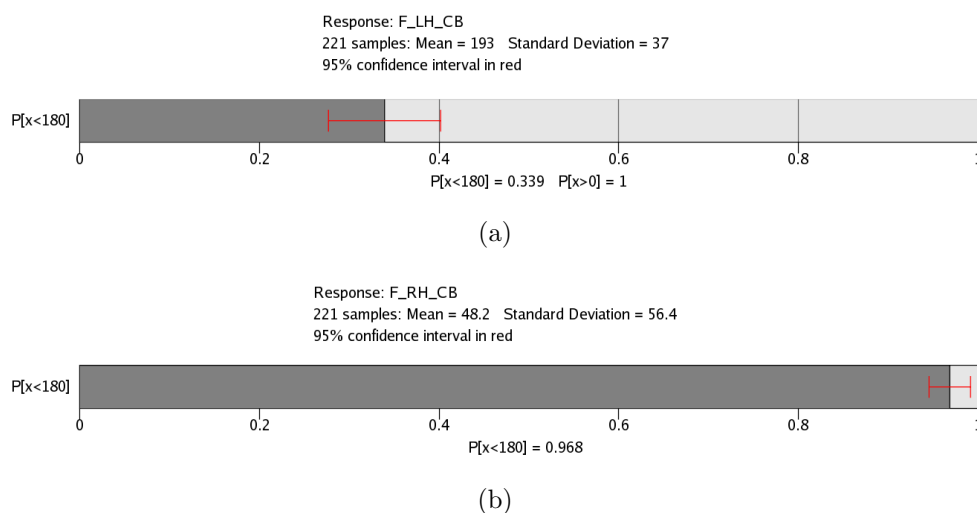 Response: F_LH_CB
221 samples: Mean = 193 Standard Deviation = 37
95% confidence interval in red
P[x<180]
0 0.2 0.4 0.6 0.8 1
P[x<180] = 0.339 P[x>0] = 1
(a)
Response: F_RH_CB
221 samples: Mean = 48.2 Standard Deviation = 56.4
95% confidence interval in red
P[x<180]
0 0.2 0.4 0.6 0.8 1
P[x<180] = 0.968
(b)